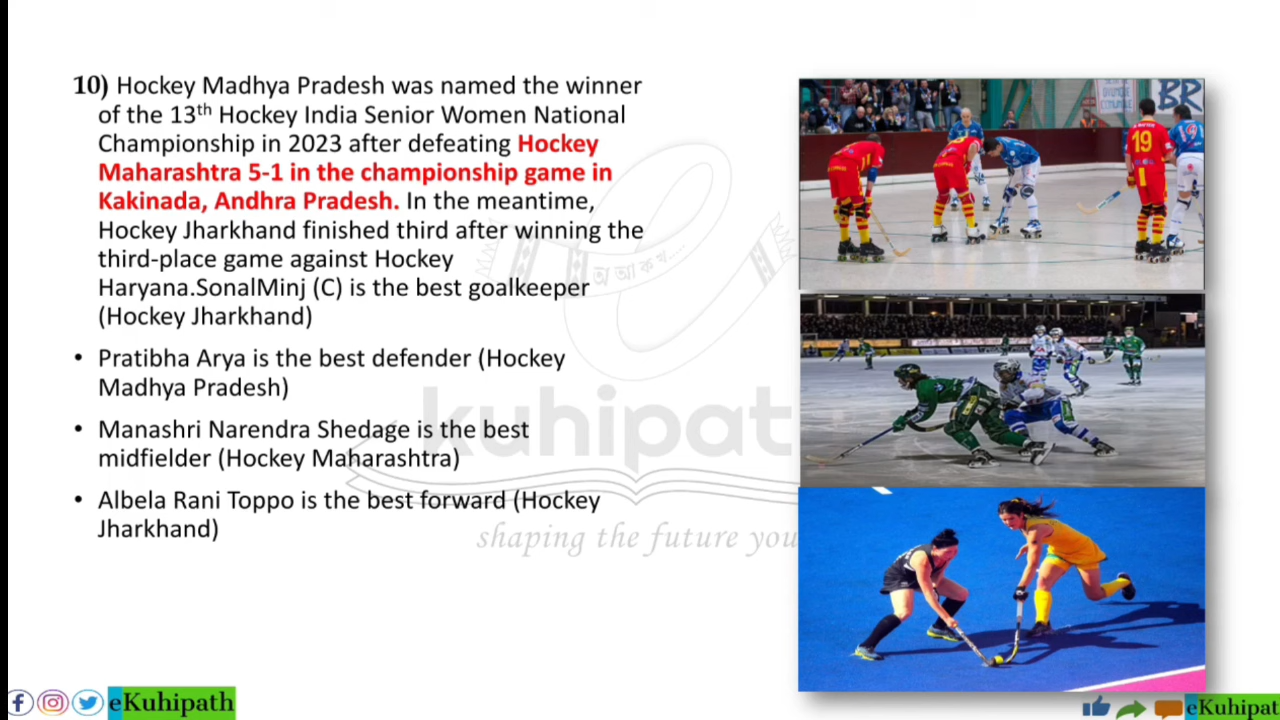 10) Hockey Madhya Pradesh was named the winner
of the 13th Hockey India Senior Women National
Championship in 2023 after defeating Hockey
Maharashtra 5-1 in the championship game in
Kakinada, Andhra Pradesh. In the meantime,
Hockey Jharkhand finished third after winning the
third-place game against Hockey
Haryana.SonalMinj (C) is the best goalkeeper
(Hockey Jharkhand)
• Pratibha Arya is the best defender (Hockey
Madhya Pradesh)
• Manashri Narendra Shedage is the best
midfielder (Hockey Maharashtra)
• Albela Rani Toppo is the best forward (Hockey
Jharkhand)
অ আ ক খ....
kuhipat
shaping the future you
BR
19
eKuhipath
eKuhipat